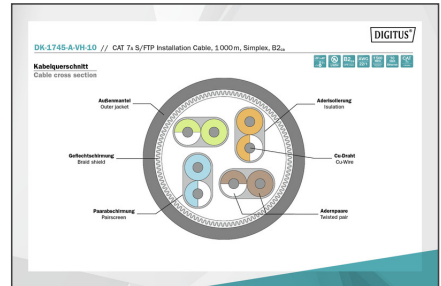 DIGITUS®
DK-1745-A-VH-10 // CAT 7A S/FTP Installation Cable, 1000 m, Simplex, B2ca
Kabelquerschnitt
Cable cross section
Außenmantel
Outer jacket
Aderisolierung
Isolation
Geflechtschirmung
Braid shield
Cu-Draht
Cu-Wire
Paarabschirmung
Pairscreen
Adernpaare
Twisted pair